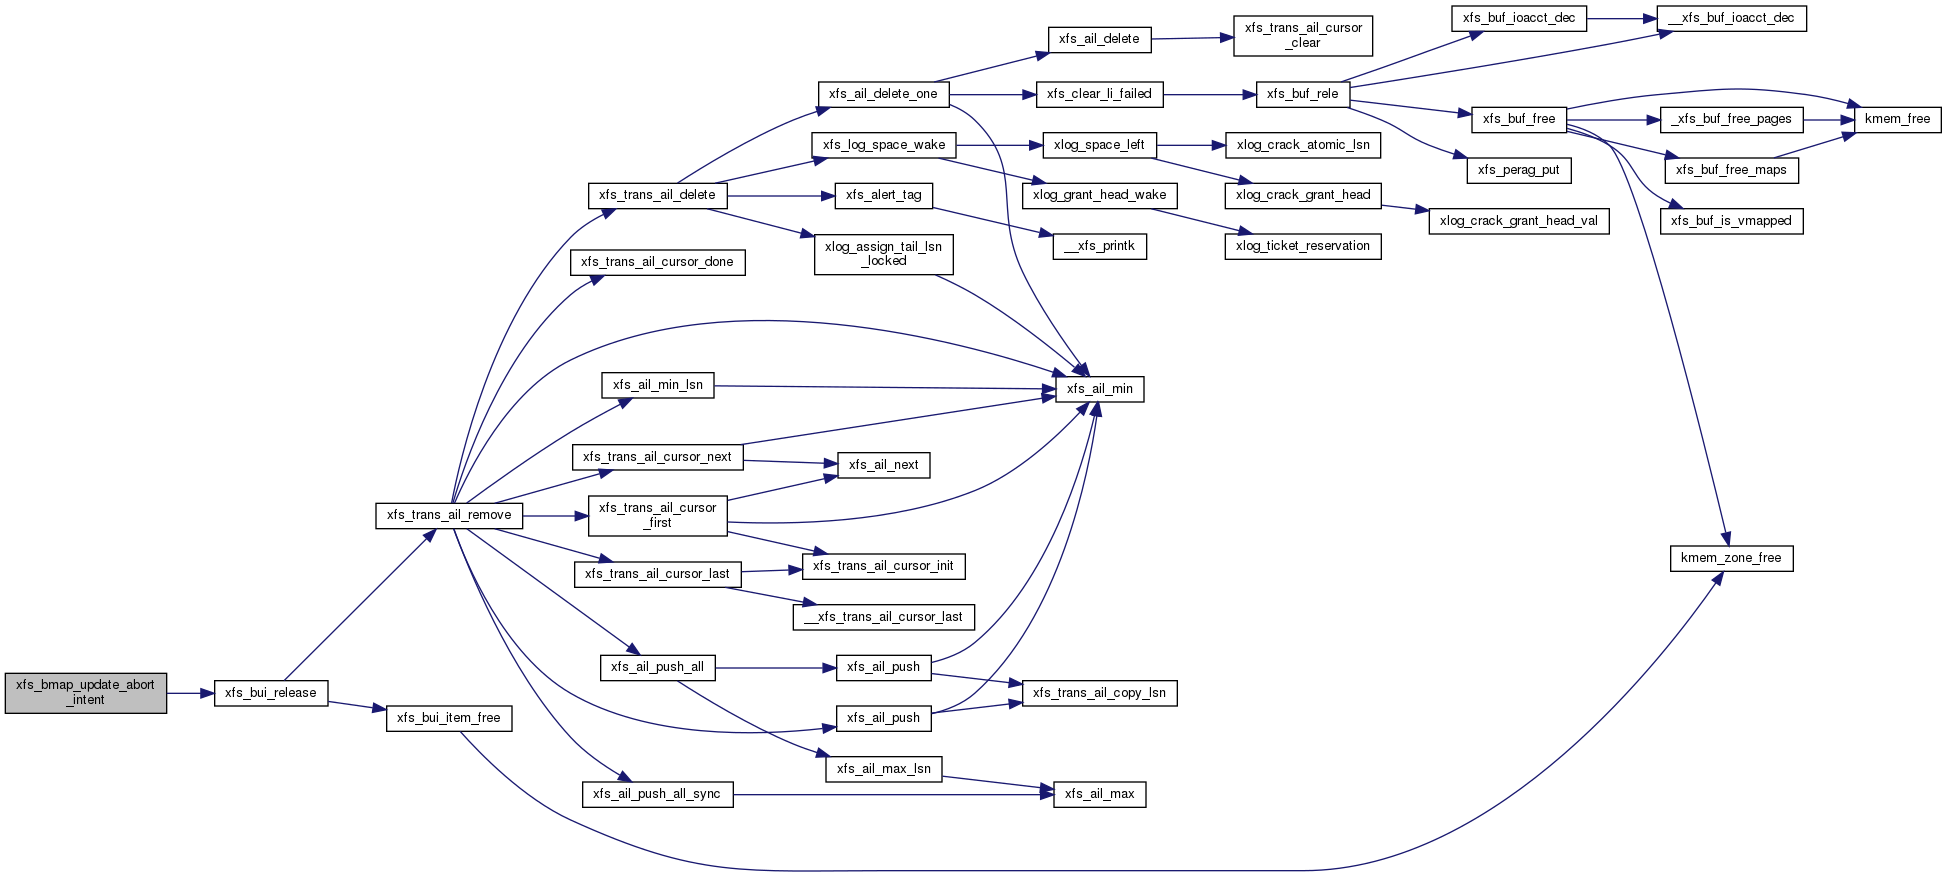 xfs_buf_ioacct_dec
__xfs_buf_ioacct_dec
xfs_trans_ail_cursor
_clear
xfs_ail_delete
xfs_ail_delete_one
xfs_clear_li_failed
xfs_buf_rele
xfs_buf_free
_xfs_buf_free_pages
kmem_free
xfs_log_space_wake
xlog_space_left
xlog_crack_atomic_lsn
xfs_perag_put
xfs_buf_free_maps
xfs_trans_ail_delete
xfs_alert_tag
xlog_grant_head_wake
xlog_crack_grant_head
xlog_crack_grant_head_val
xfs_buf_is_vmapped
xlog_assign_tail_lsn
_locked
__xfs_printk
xlog_ticket_reservation
xfs_trans_ail_cursor_done
xfs_ail_min_lsn
xfs_ail_min
xfs_trans_ail_cursor_next
xfs_ail_next
xfs_trans_ail_remove
xfs_trans_ail_cursor
_first
xfs_trans_ail_cursor_last
xfs_trans_ail_cursor_init
kmem_zone_free
__xfs_trans_ail_cursor_last
xfs_ail_push_all
xfs_ail_push
xfs_bmap_update_abort
_intent
xfs_bui_release
xfs_trans_ail_copy_lsn
xfs_bui_item_free
xfs_ail_push
xfs_ail_max_lsn
xfs_ail_push_all_sync
xfs_ail_max